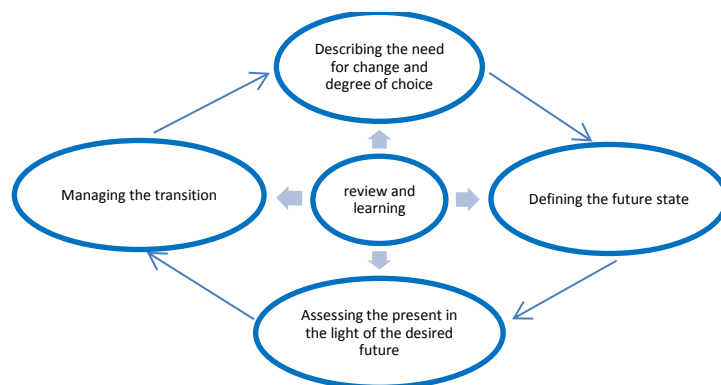 Describing the need
for change and
degree of choice
Managing the transition
review and
learning
Defining the future state
Assessing the present in
the light of the desired
future